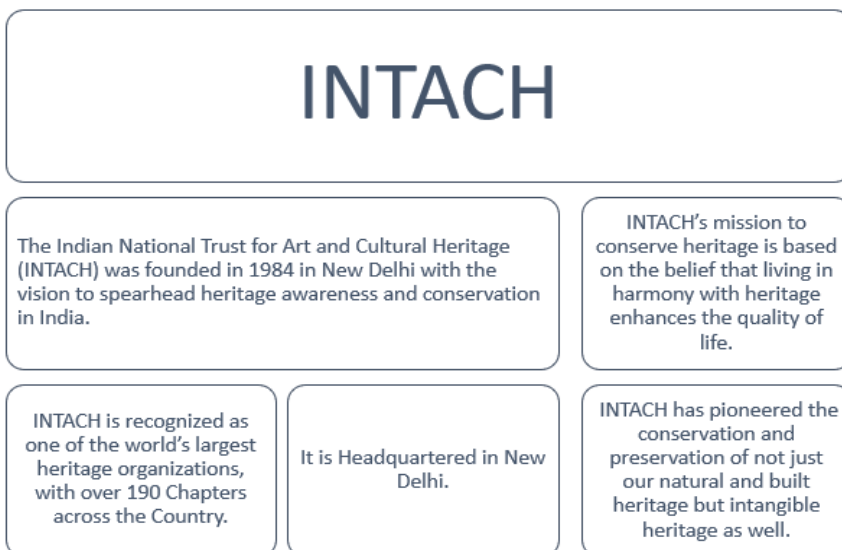 INTACH
The Indian National Trust for Art and Cultural Heritage
(INTACH) was founded in 1984 in New Delhi with the
vision to spearhead heritage awareness and conservation
in India.
INTACH’s mission to
conserve heritage is based
on the belief that living in
harmony with heritage
enhances the quality of
life.
INTACH is recognized as
one of the world’s largest
heritage organizations,
with over 190 Chapters
across the Country.
It is Headquartered in New
Delhi.
INTACH has pioneered the
conservation and
preservation of not just
our natural and built
heritage but intangible
heritage as well.